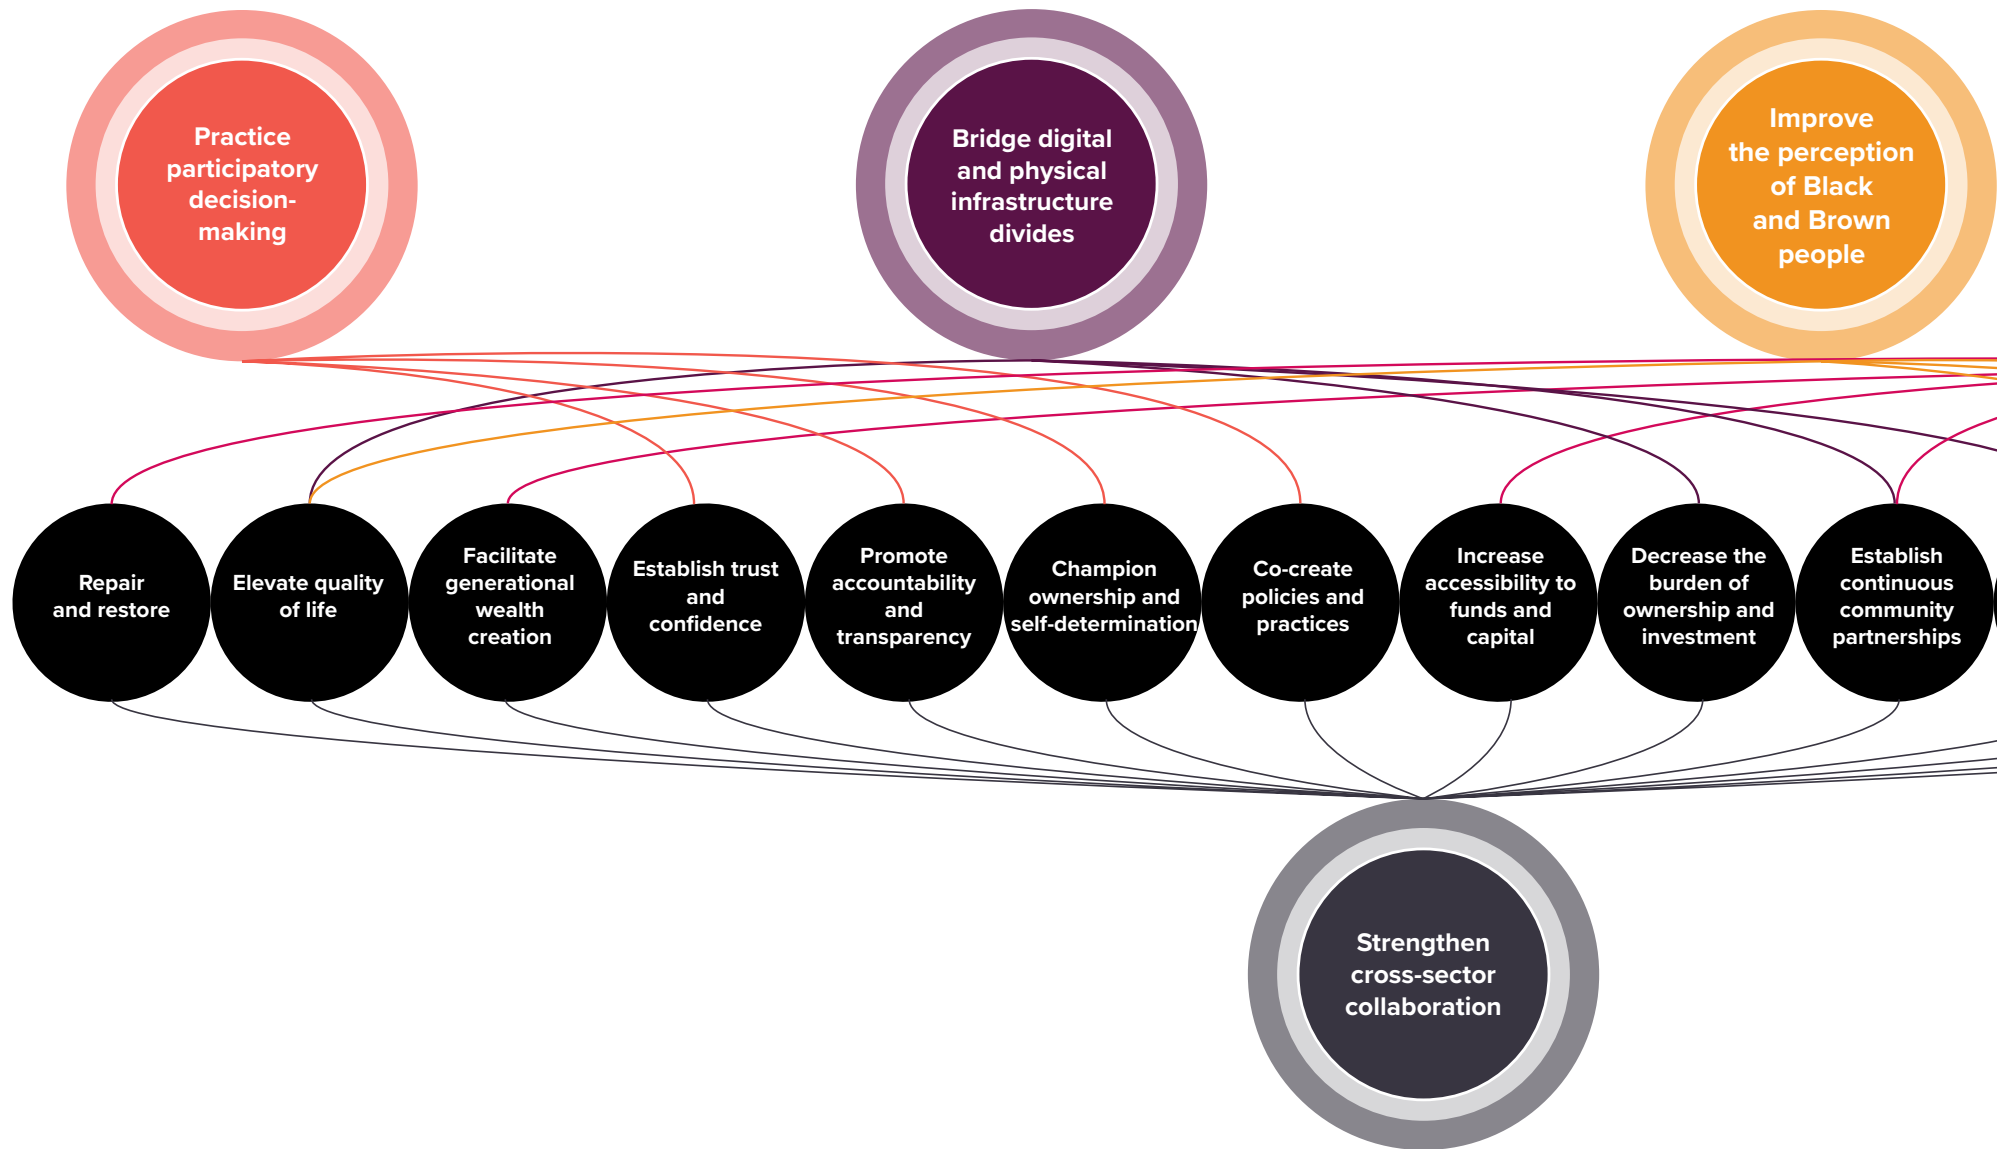 Practice
participatory
decision-
making
Bridge digital
and physical
infrastructure
divides
Improve
the perception
of Black
and Brown
people
Repair
and restore
Elevate quality
of life
Facilitate
generational
wealth
creation
Establish trust
and
confidence
Promote
accountability
and
transparency
Champion
ownership and
self-determination
Co-create
policies and
practices
Increase
accessibility to
funds and
capital
Decrease the
burden of
ownership and
investment
Establish
continuous
community
partnerships
Strengthen
cross-sector
collaboration